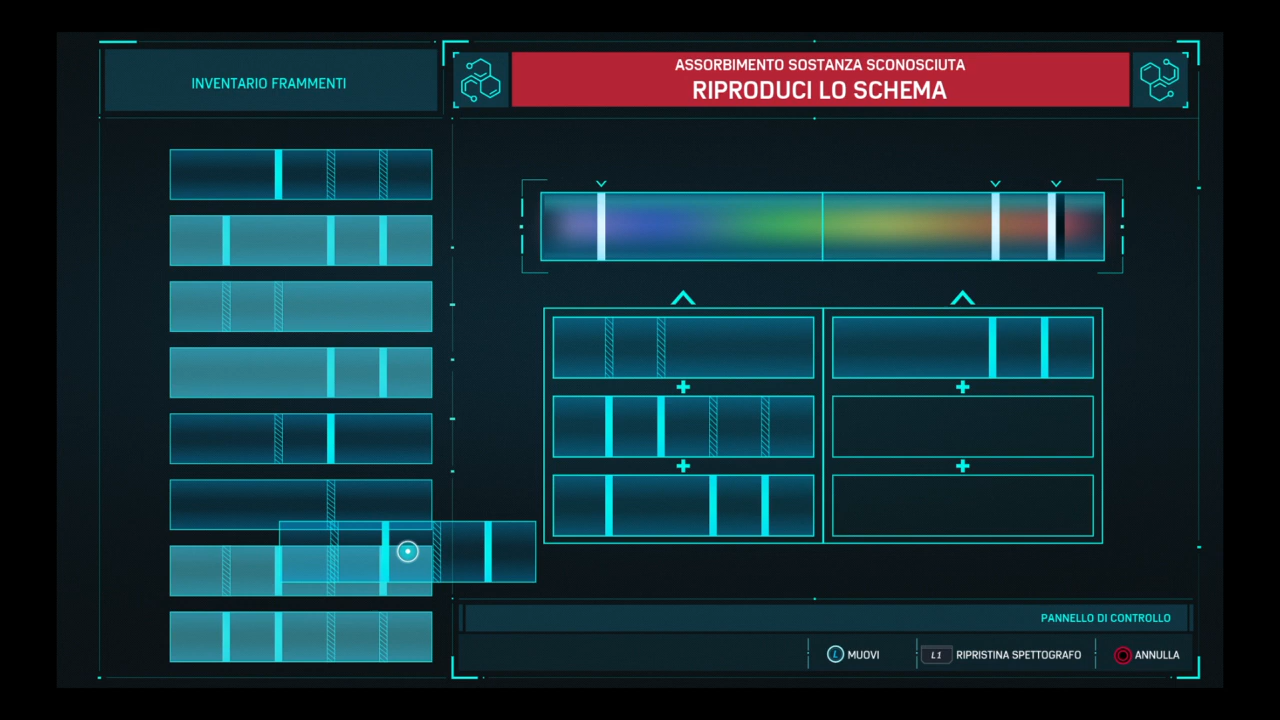 INVENTARIO FRAMMENTI
ASSORBIMENTO SOSTANZA SCONOSCIUTA
RIPRODUCI LO SCHEMA
PANNELLO DI CONTROLLO
L MUOVI
L1 RIPRISTINA SPETTOGRAFO
ANNULLA